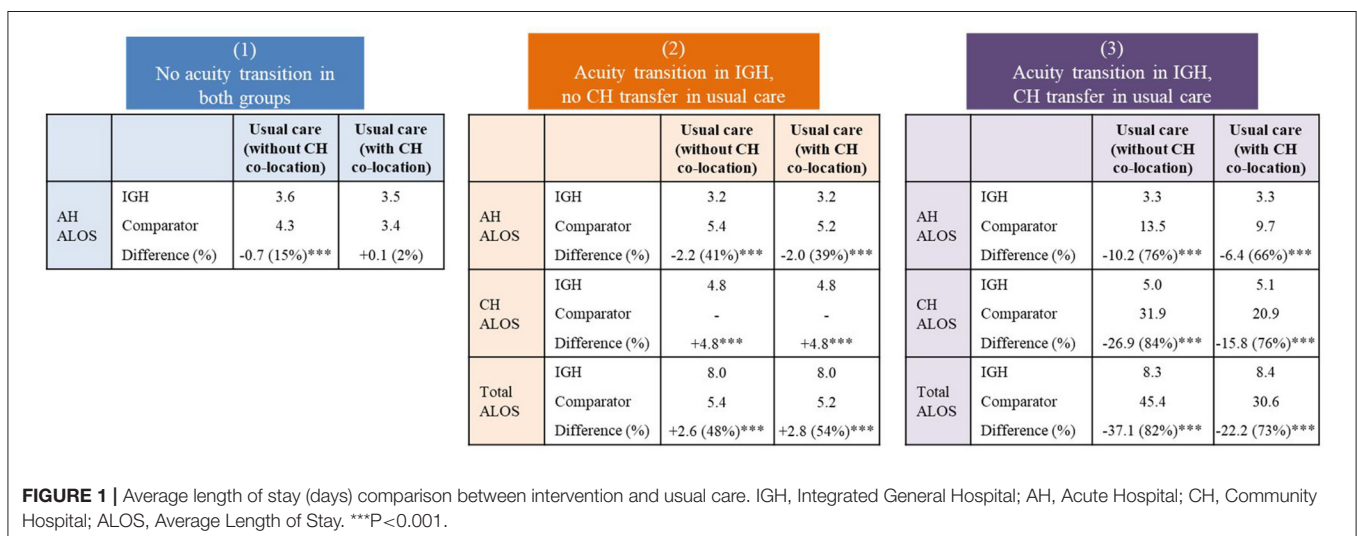 (1)
No acuity transition in
both groups
Usual care
(without CH
co-location)
Usual care
(with CH
co-location)
AH
ALOS
IGH 3.6 3.5
Comparator 4.3 3.4
Difference (%) -0.7 (15%)*** +0.1 (2%)
(2)
Acuity transition in IGH,
no CH transfer in usual care
Usual care
(without CH
co-location)
Usual care
(with CH
co-location)
AH
ALOS
IGH 3.2 3.2
Comparator 5.4 5.2
Difference (%) -2.2 (41%)*** -2.0 (39%)***
CH
ALOS
IGH 4.8 4.8
Comparator - -
Difference (%) +4.8*** +4.8***
Total
ALOS
IGH 8.0 8.0
Comparator 5.4 5.2
Difference (%) +2.6 (48%)*** +2.8 (54%)***
(3)
Acuity transition in IGH,
CH transfer in usual care
Usual care
(without CH
co-location)
Usual care
(with CH
co-location)
AH
ALOS
IGH 3.3 3.3
Comparator 13.5 9.7
Difference (%) -10.2 (76%)*** -6.4 (66%)***
CH
ALOS
IGH 5.0 5.1
Comparator 31.9 20.9
Difference (%) -26.9 (84%)*** -15.8 (76%)***
Total
ALOS
IGH 8.3 8.4
Comparator 45.4 30.6
Difference (%) -37.1 (82%)*** -22.2 (73%)***
FIGURE 1 | Average length of stay (days) comparison between intervention and usual care. IGH, Integrated General Hospital; AH, Acute Hospital; CH, Community
Hospital; ALOS, Average Length of Stay. ***P<0.001.